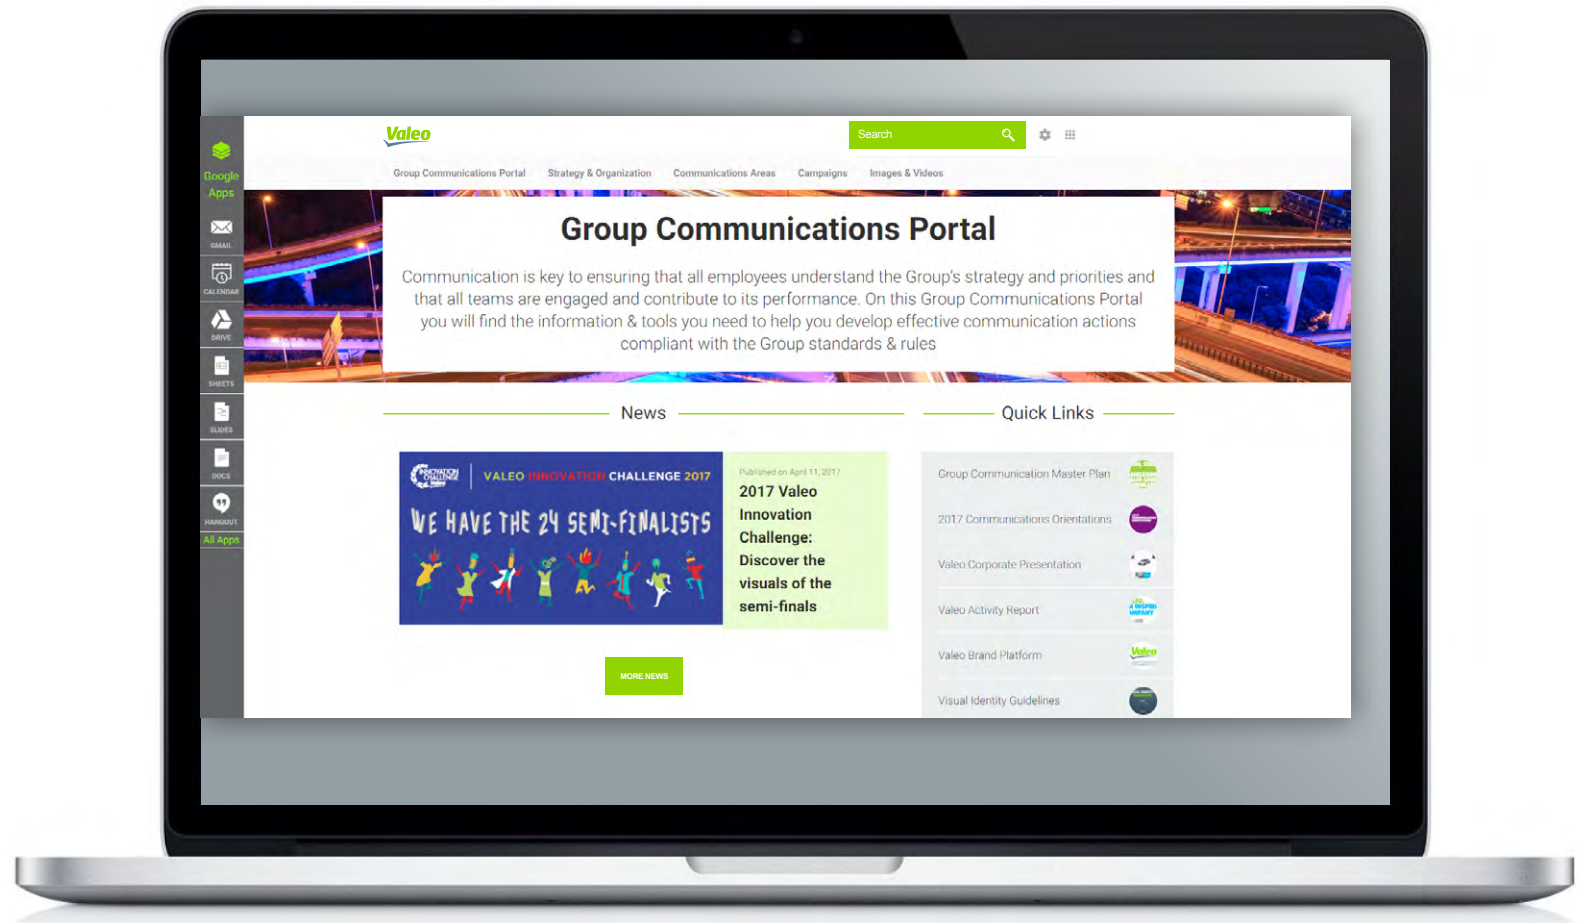 Valeo
Search
Group Communications Portal Strategy & Organization Communications Areas Campaigns Images & Videos
Google
Apps
GMAIL
CALENDAR
DRIVE
SHEETS
SLIDES
DOCS
HANGOUT
All Apps
Group Communications Portal
Communication is key to ensuring that all employees understand the Group's strategy and priorities and
that all teams are engaged and contribute to its performance. On this Group Communications Portal
you will find the information & tools you need to help you develop effective communication actions
compliant with the Group standards & rules
News
INNOVATION
CHALLENGE
Valeo
VALEO INNOVATION CHALLENGE 2017
WE HAVE THE 24 SEMI-FINALISTS
Published on April 11, 2017
2017 Valeo
Innovation
Challenge:
Discover the
visuals of the
semi-finals
MORE NEWS
Quick Links
Group Communication Master Plan
2017 Communications Orientations
Valeo Corporate Presentation
Valeo Activity Report
Valeo Brand Platform
Valeo
Visual Identity Guidelines